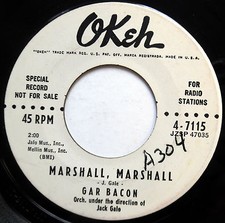 OKeh
"OKEH" TRADE MARK REG. U.S. PAT. OFF. MARCA REGISTRADA. MADE IN U.S.A.
SPECIAL RECORD
NOT FOR SALE
FOR RADIO
STATIONS
45 RPM
4-7115
JZSP 47035
2:00
Jalo Mus., Inc.
Mellin Mus., Inc.
(BMI)
A304
MARSHALL, MARSHALL
- J. Gale -
GAR BACON
Orch. under the direction of
Jack Gale